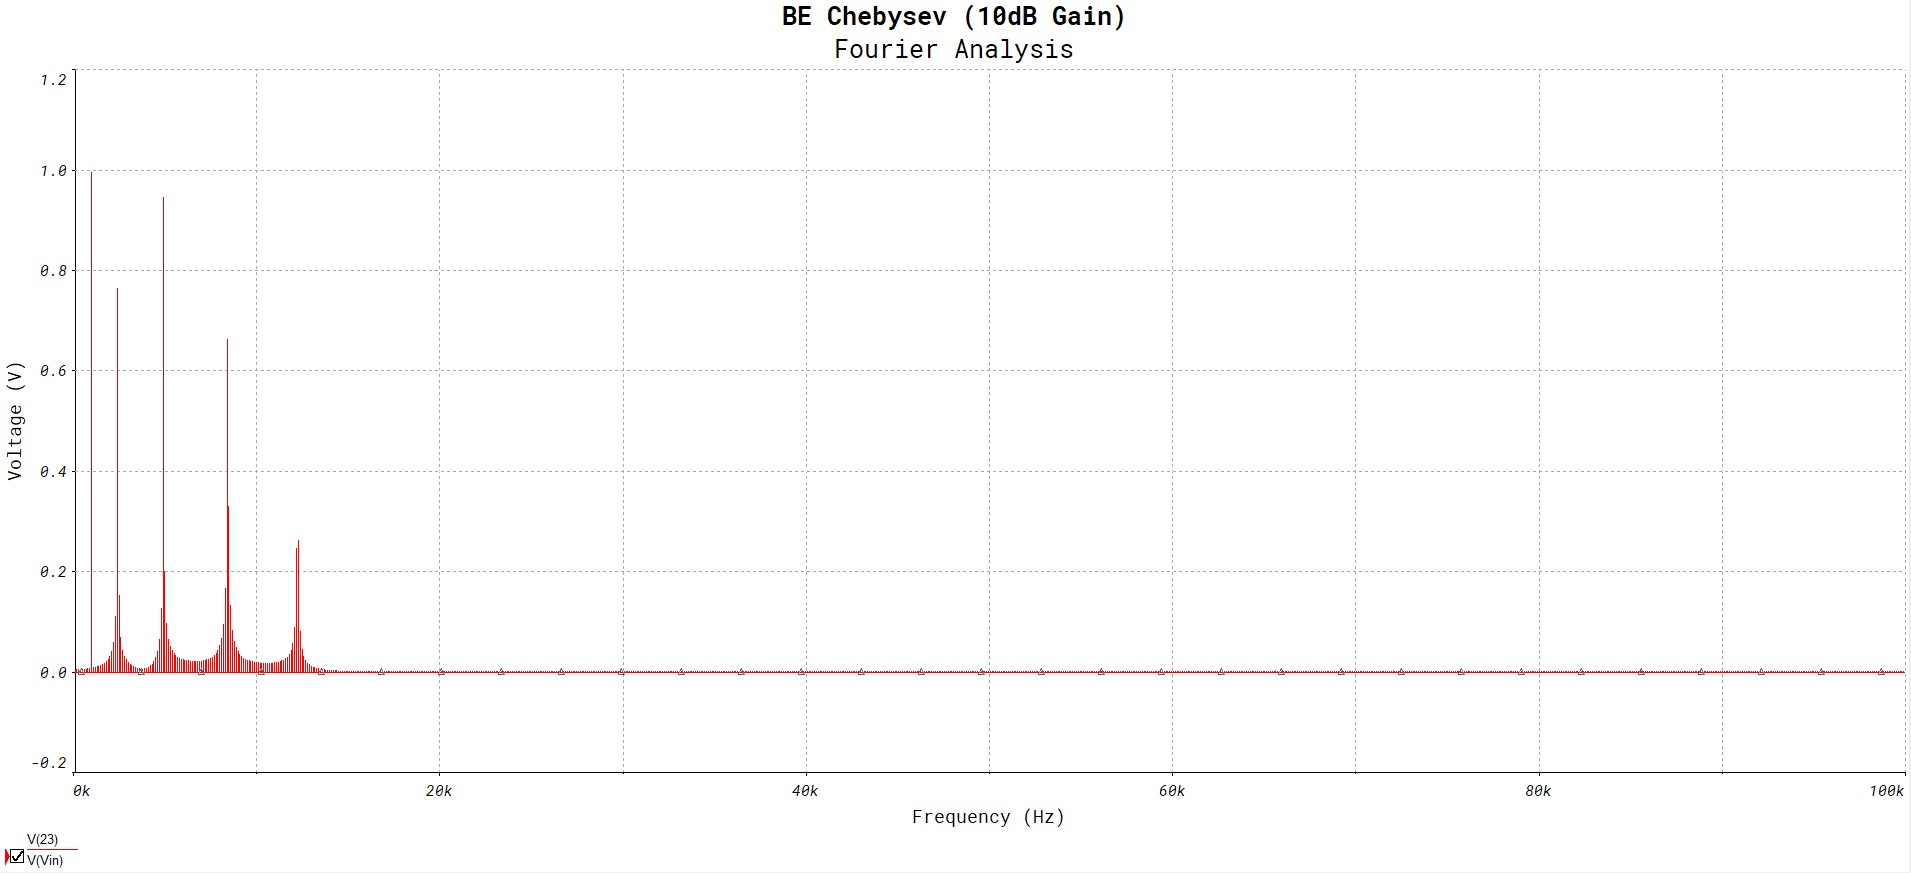 BE Chebysev (10dB Gain)
Fourier Analysis
1.2
1.0
0.8
0.6
0.4
0.2
0.0
-0.2
Voltage (V)
0k
20k
40k
60k
80k
100k
Frequency (Hz)
V(23)
V(Vin)